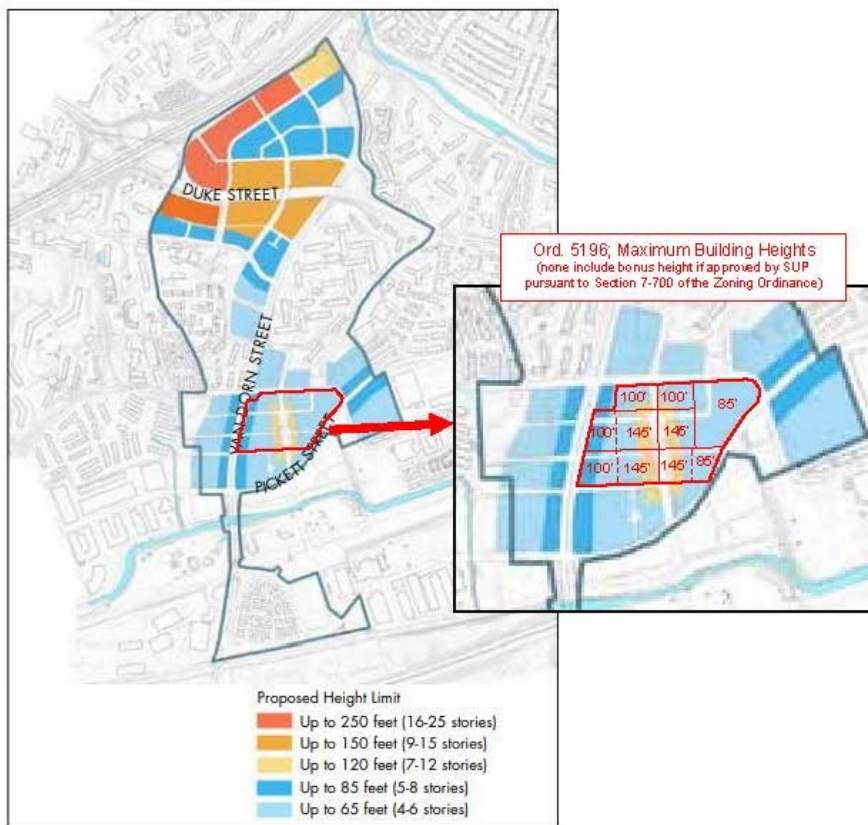 DUKE STREET
VAN DORN STREET
PICKETT STREET
Ord. 5196; Maximum Building Heights
(none include bonus height if approved by SUP
pursuant to Section 7-700 of the Zoning Ordinance)
100' 100' 85'
100' 145' 145'
100' 145' 145' 85'
Proposed Height Limit
Up to 250 feet (16-25 stories)
Up to 150 feet (9-15 stories)
Up to 120 feet (7-12 stories)
Up to 85 feet (5-8 stories)
Up to 65 feet (4-6 stories)